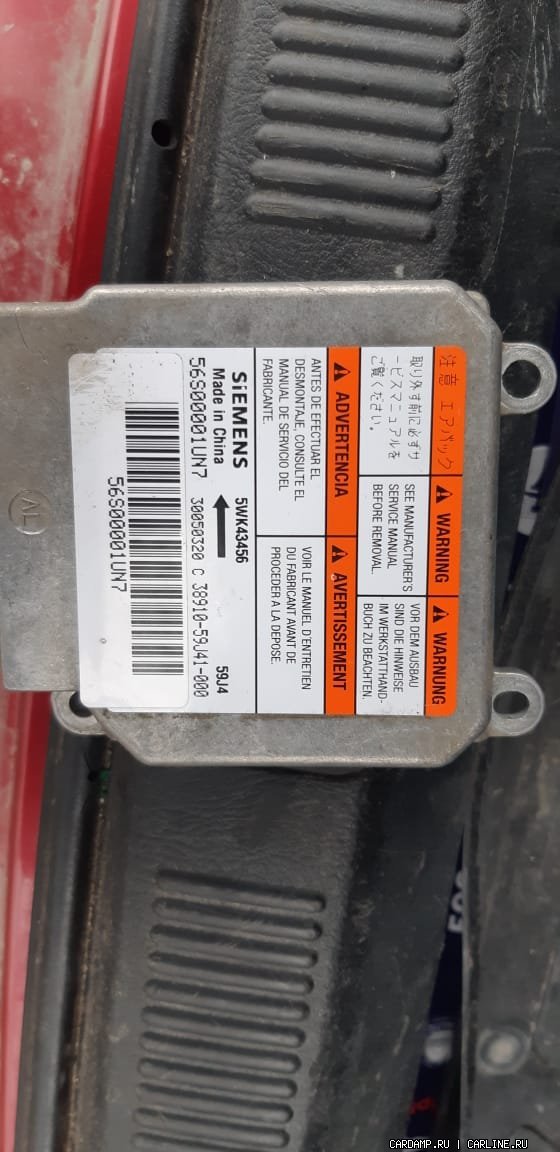 注意 エアバッグ
取り外す前に必ずサ
ービスマニュアルを
ご覧ください。
WARNING
SEE MANUFACTURER'S
SERVICE MANUAL
BEFORE REMOVAL.
WARNUNG
VOR DEM AUSBAU
SIND DIE HINWEISE
IM WERKSTATTHAND-
BUCH ZU BEACHTEN.
ADVERTENCIA
ANTES DE EFECTUAR EL
DESMONTAJE, CONSULTE EL
MANUAL DE SERVICIO DEL
FABRICANTE.
AVERTISSEMENT
VOIR LE MANUEL D'ENTRETIEN
DU FABRICANT AVANT DE
PROCEDER A LA DEPOSE.
SIEMENS 5WK43456 59J4
Made in China
56S00001UN7 30050320 C 38910-59J41-000
56S00001UN7
AL
CARDAMP.RU | CARLINE.RU